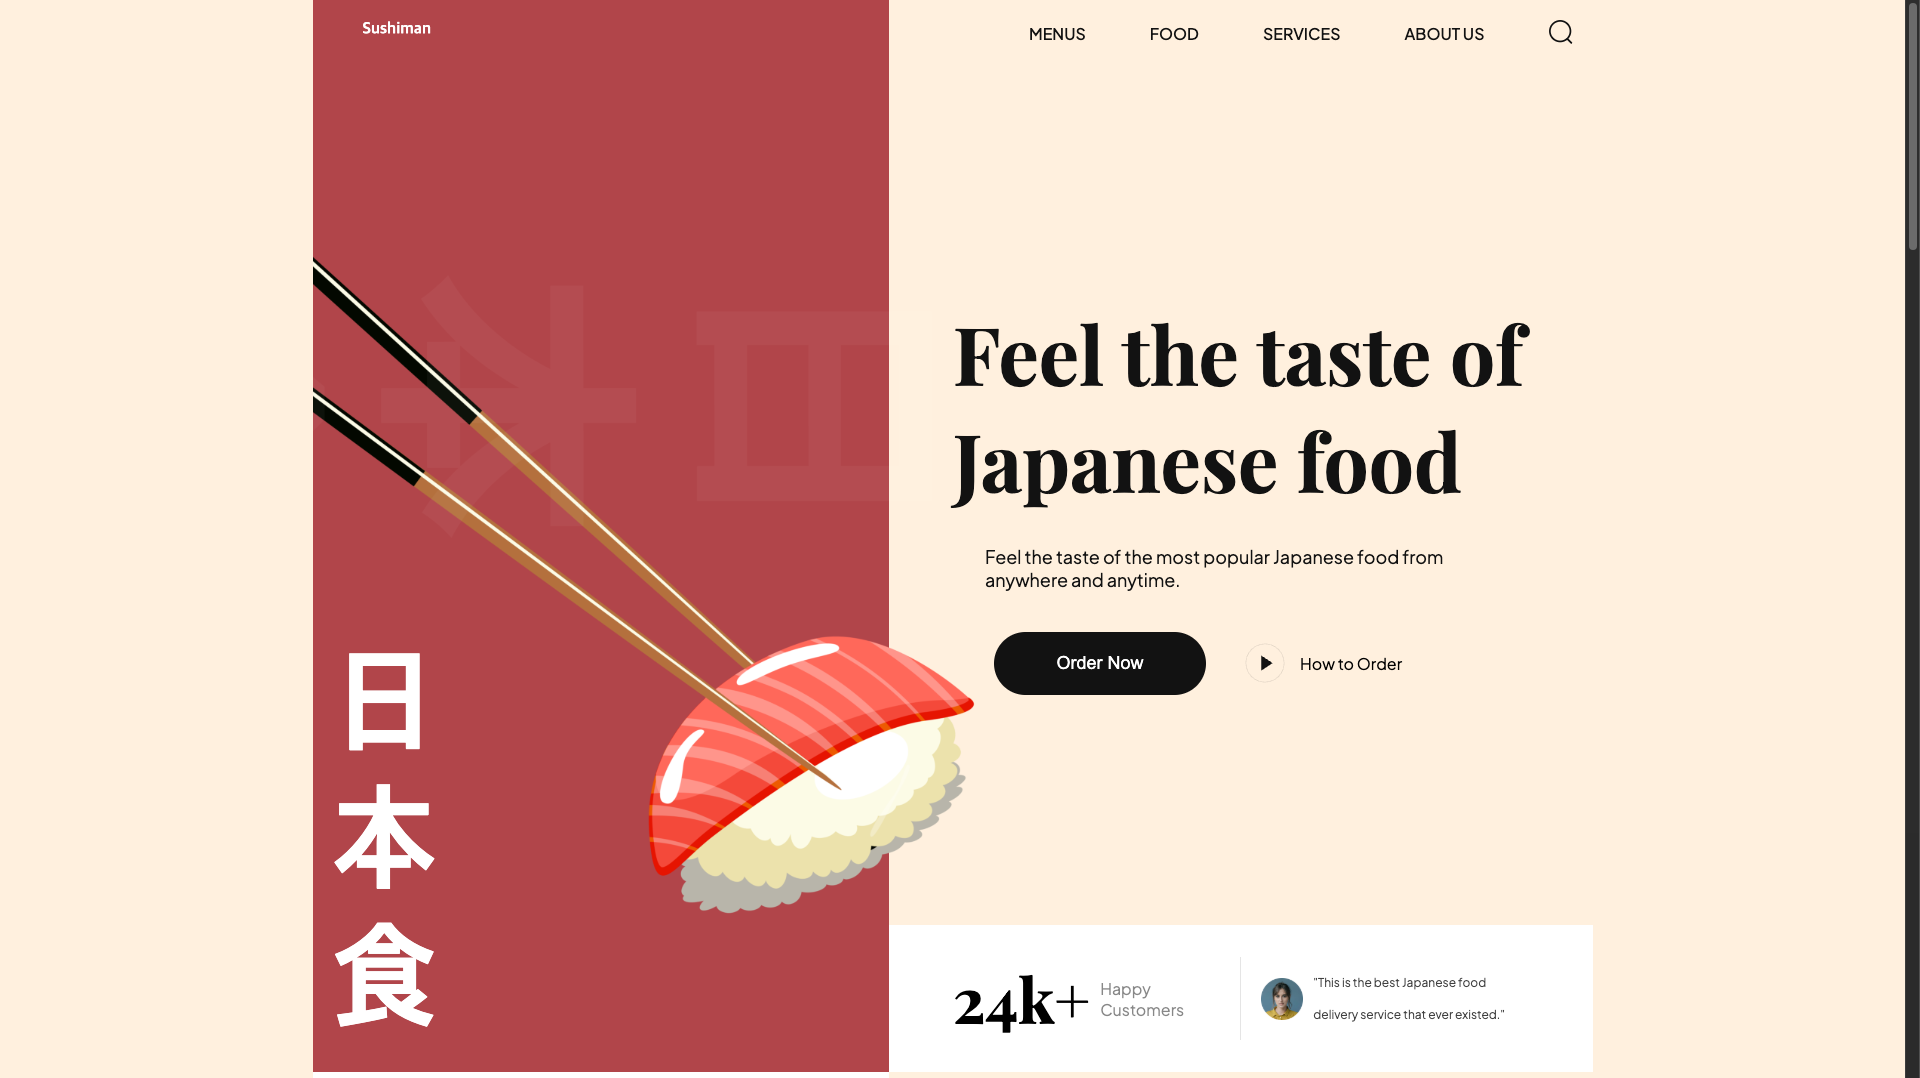 Sushiman
MENUS
FOOD
SERVICES
ABOUT US
Feel the taste of
Japanese food
Feel the taste of the most popular Japanese food from
anywhere and anytime.
Order Now
How to Order
日
本
食
24k+
Happy
Customers
"This is the best Japanese food
delivery service that ever existed."